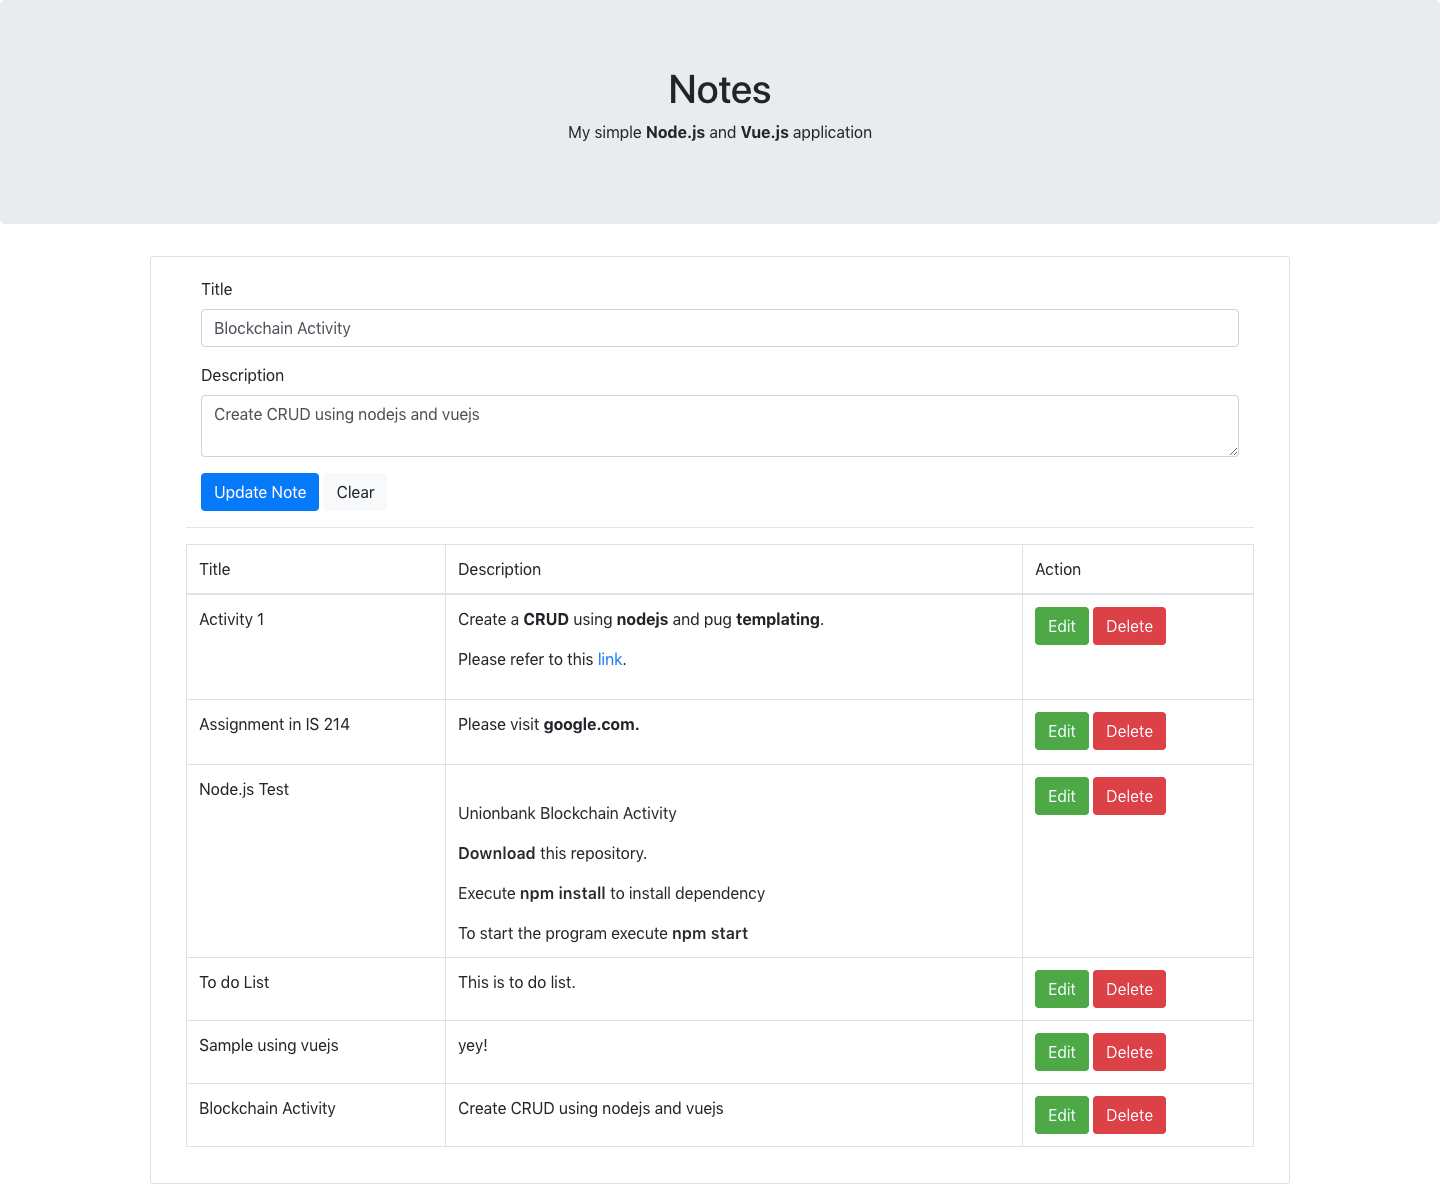 Notes
My simple Node.js and Vue.js application
Title
Blockchain Activity
Description
Create CRUD using nodejs and vuejs
Update Note Clear
Title Description Action
Activity 1 Create a CRUD using nodejs and pug templating. Edit Delete
Please refer to this link.
Assignment in IS 214 Please visit google.com. Edit Delete
Node.js Test Edit Delete
Unionbank Blockchain Activity
Download this repository.
Execute npm install to install dependency
To start the program execute npm start
To do List This is to do list. Edit Delete
Sample using vuejs yey! Edit Delete
Blockchain Activity Create CRUD using nodejs and vuejs Edit Delete